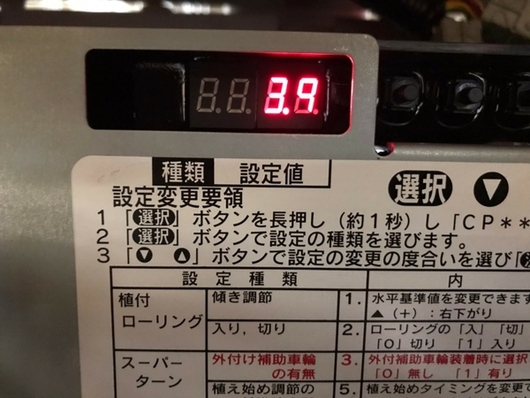 3.9
種類 設定値
選択 ▼
設定変更要領
1 「選択」ボタンを長押し(約1秒)し「CP**
2 「選択」ボタンで設定の種類を選びます。
3 「▼ ▲」ボタンで設定の変更の度合いを選び「
設定種類 内
植付ローリング 傾き調節 1. 水平基準値を変更できます
▲(+):右下がり
入り,切り 2. ローリングの「入」「切」
「0」切り 「1」入り
スーパーターン 外付け補助車輪の有無 3. 外付補助車輪装着時に選択
「0」無し 「1」有り
植え始め調節の 5. 植え始めタイミングを変更で